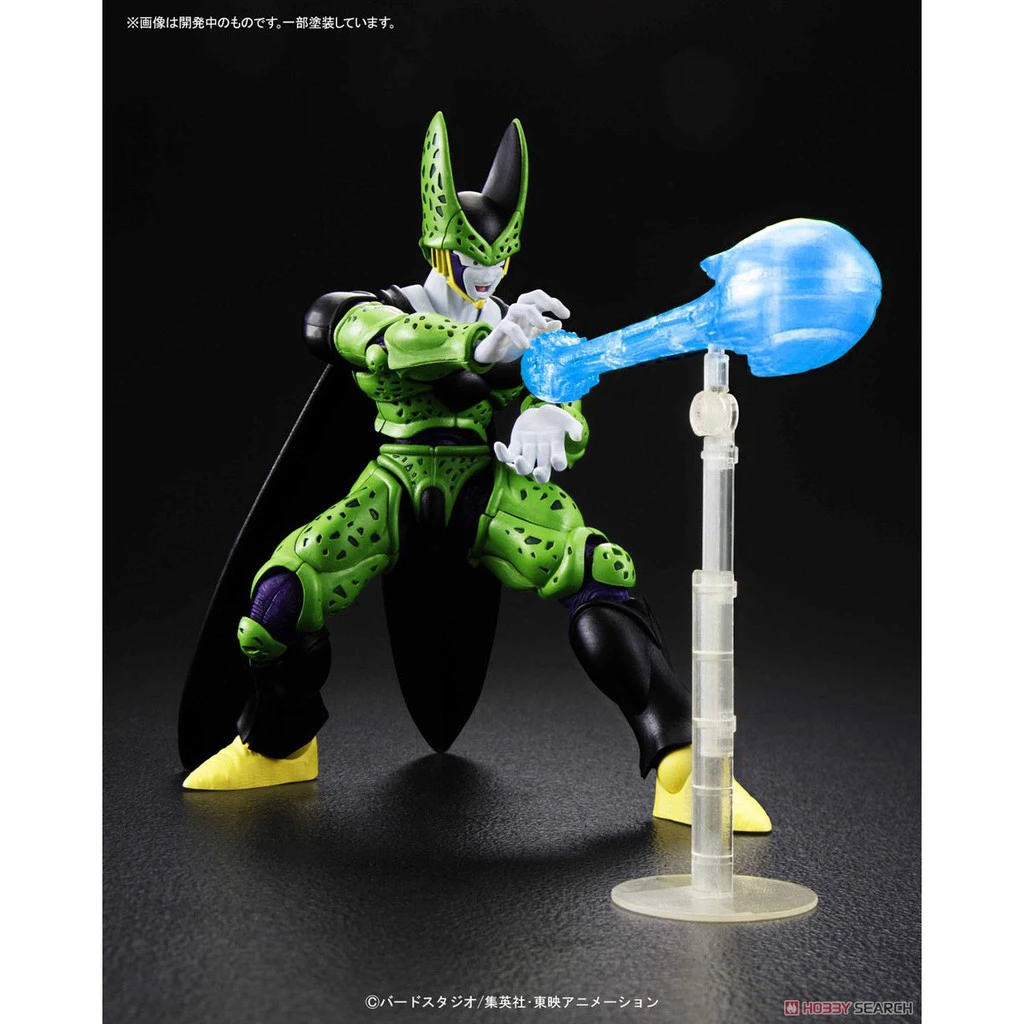 ※画像は開発中のものです。一部塗装しています。
©バードスタジオ/集英社・東映アニメーション
HOBBY SEARCH